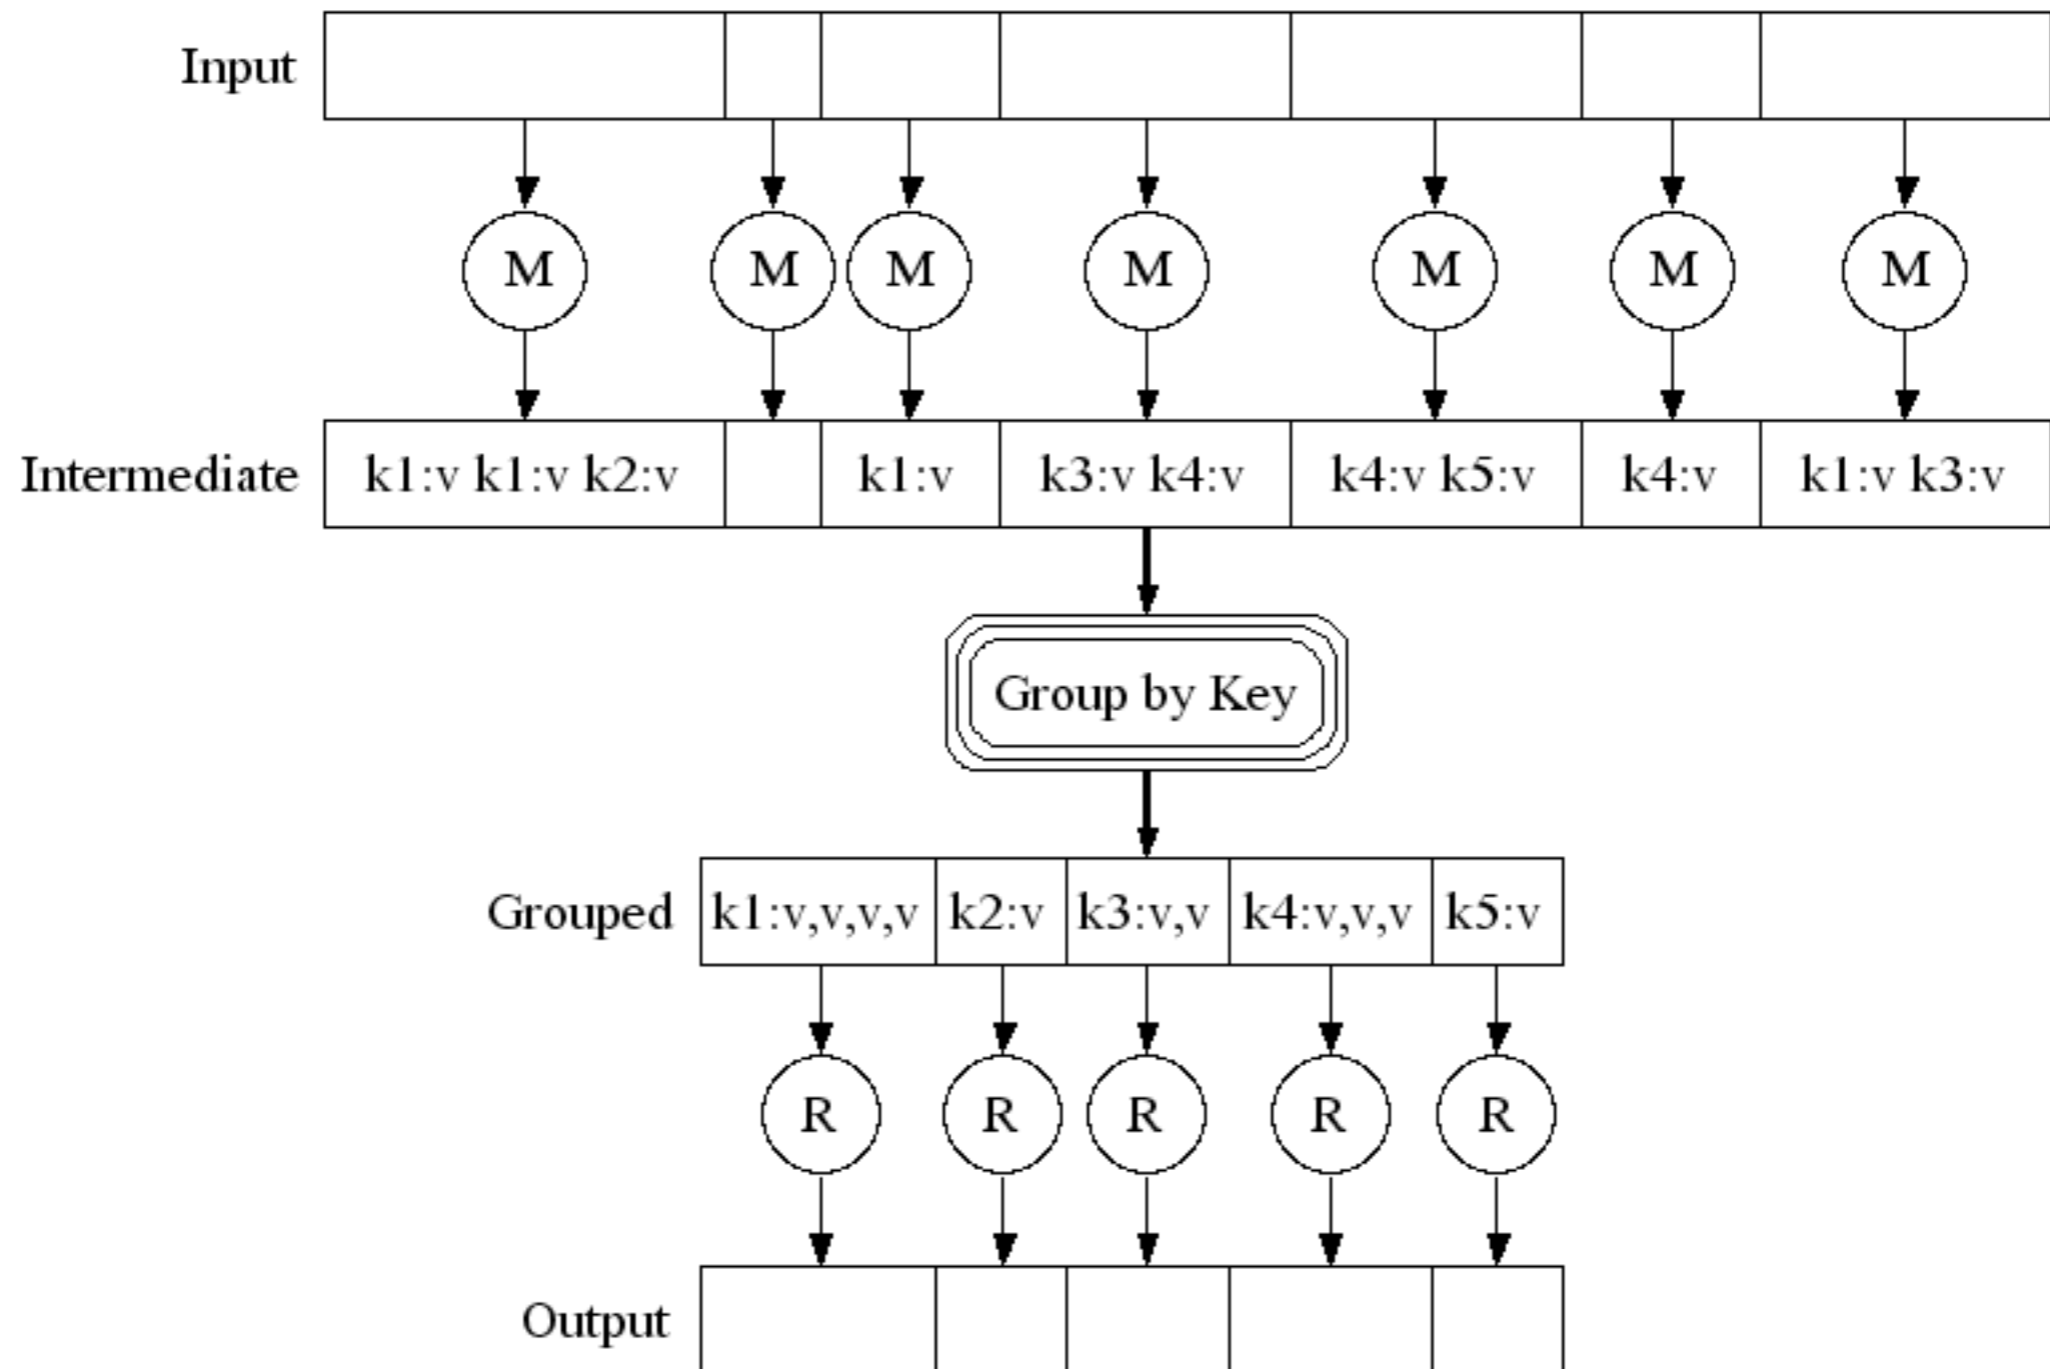 Input
M M M M M M M
Intermediate k1:v k1:v k2:v k1:v k3:v k4:v k4:v k5:v k4:v k1:v k3:v
Group by Key
Grouped k1:v,v,v,v k2:v k3:v,v k4:v,v,v k5:v
R R R R R
Output